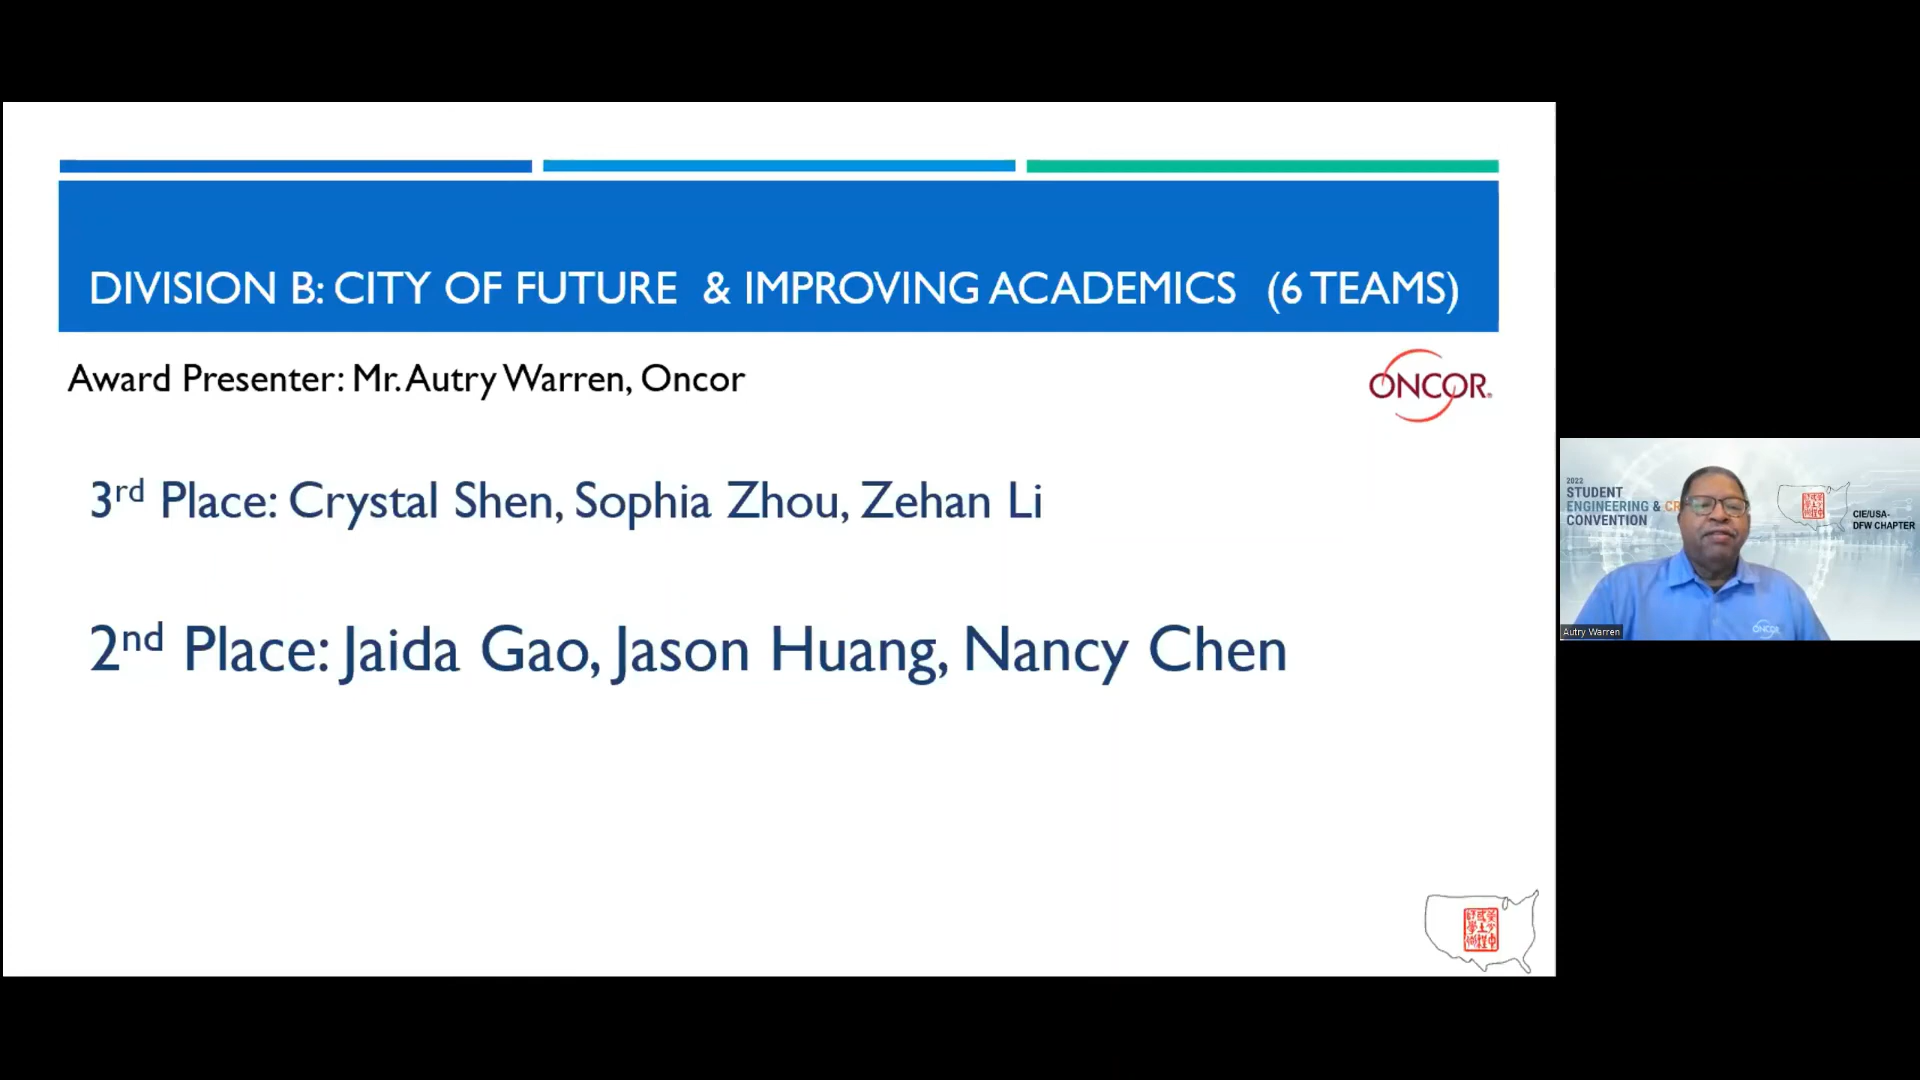 DIVISION B: CITY OF FUTURE & IMPROVING ACADEMICS (6 TEAMS)
Award Presenter: Mr. Autry Warren, Oncor
ONCOR
3rd Place: Crystal Shen, Sophia Zhou, Zehan Li
2nd Place: Jaida Gao, Jason Huang, Nancy Chen
2022
STUDENT
ENGINEERING & CR
CONVENTION
CIE/USA-
DFW CHAPTER
ONCOR
Autry Warren